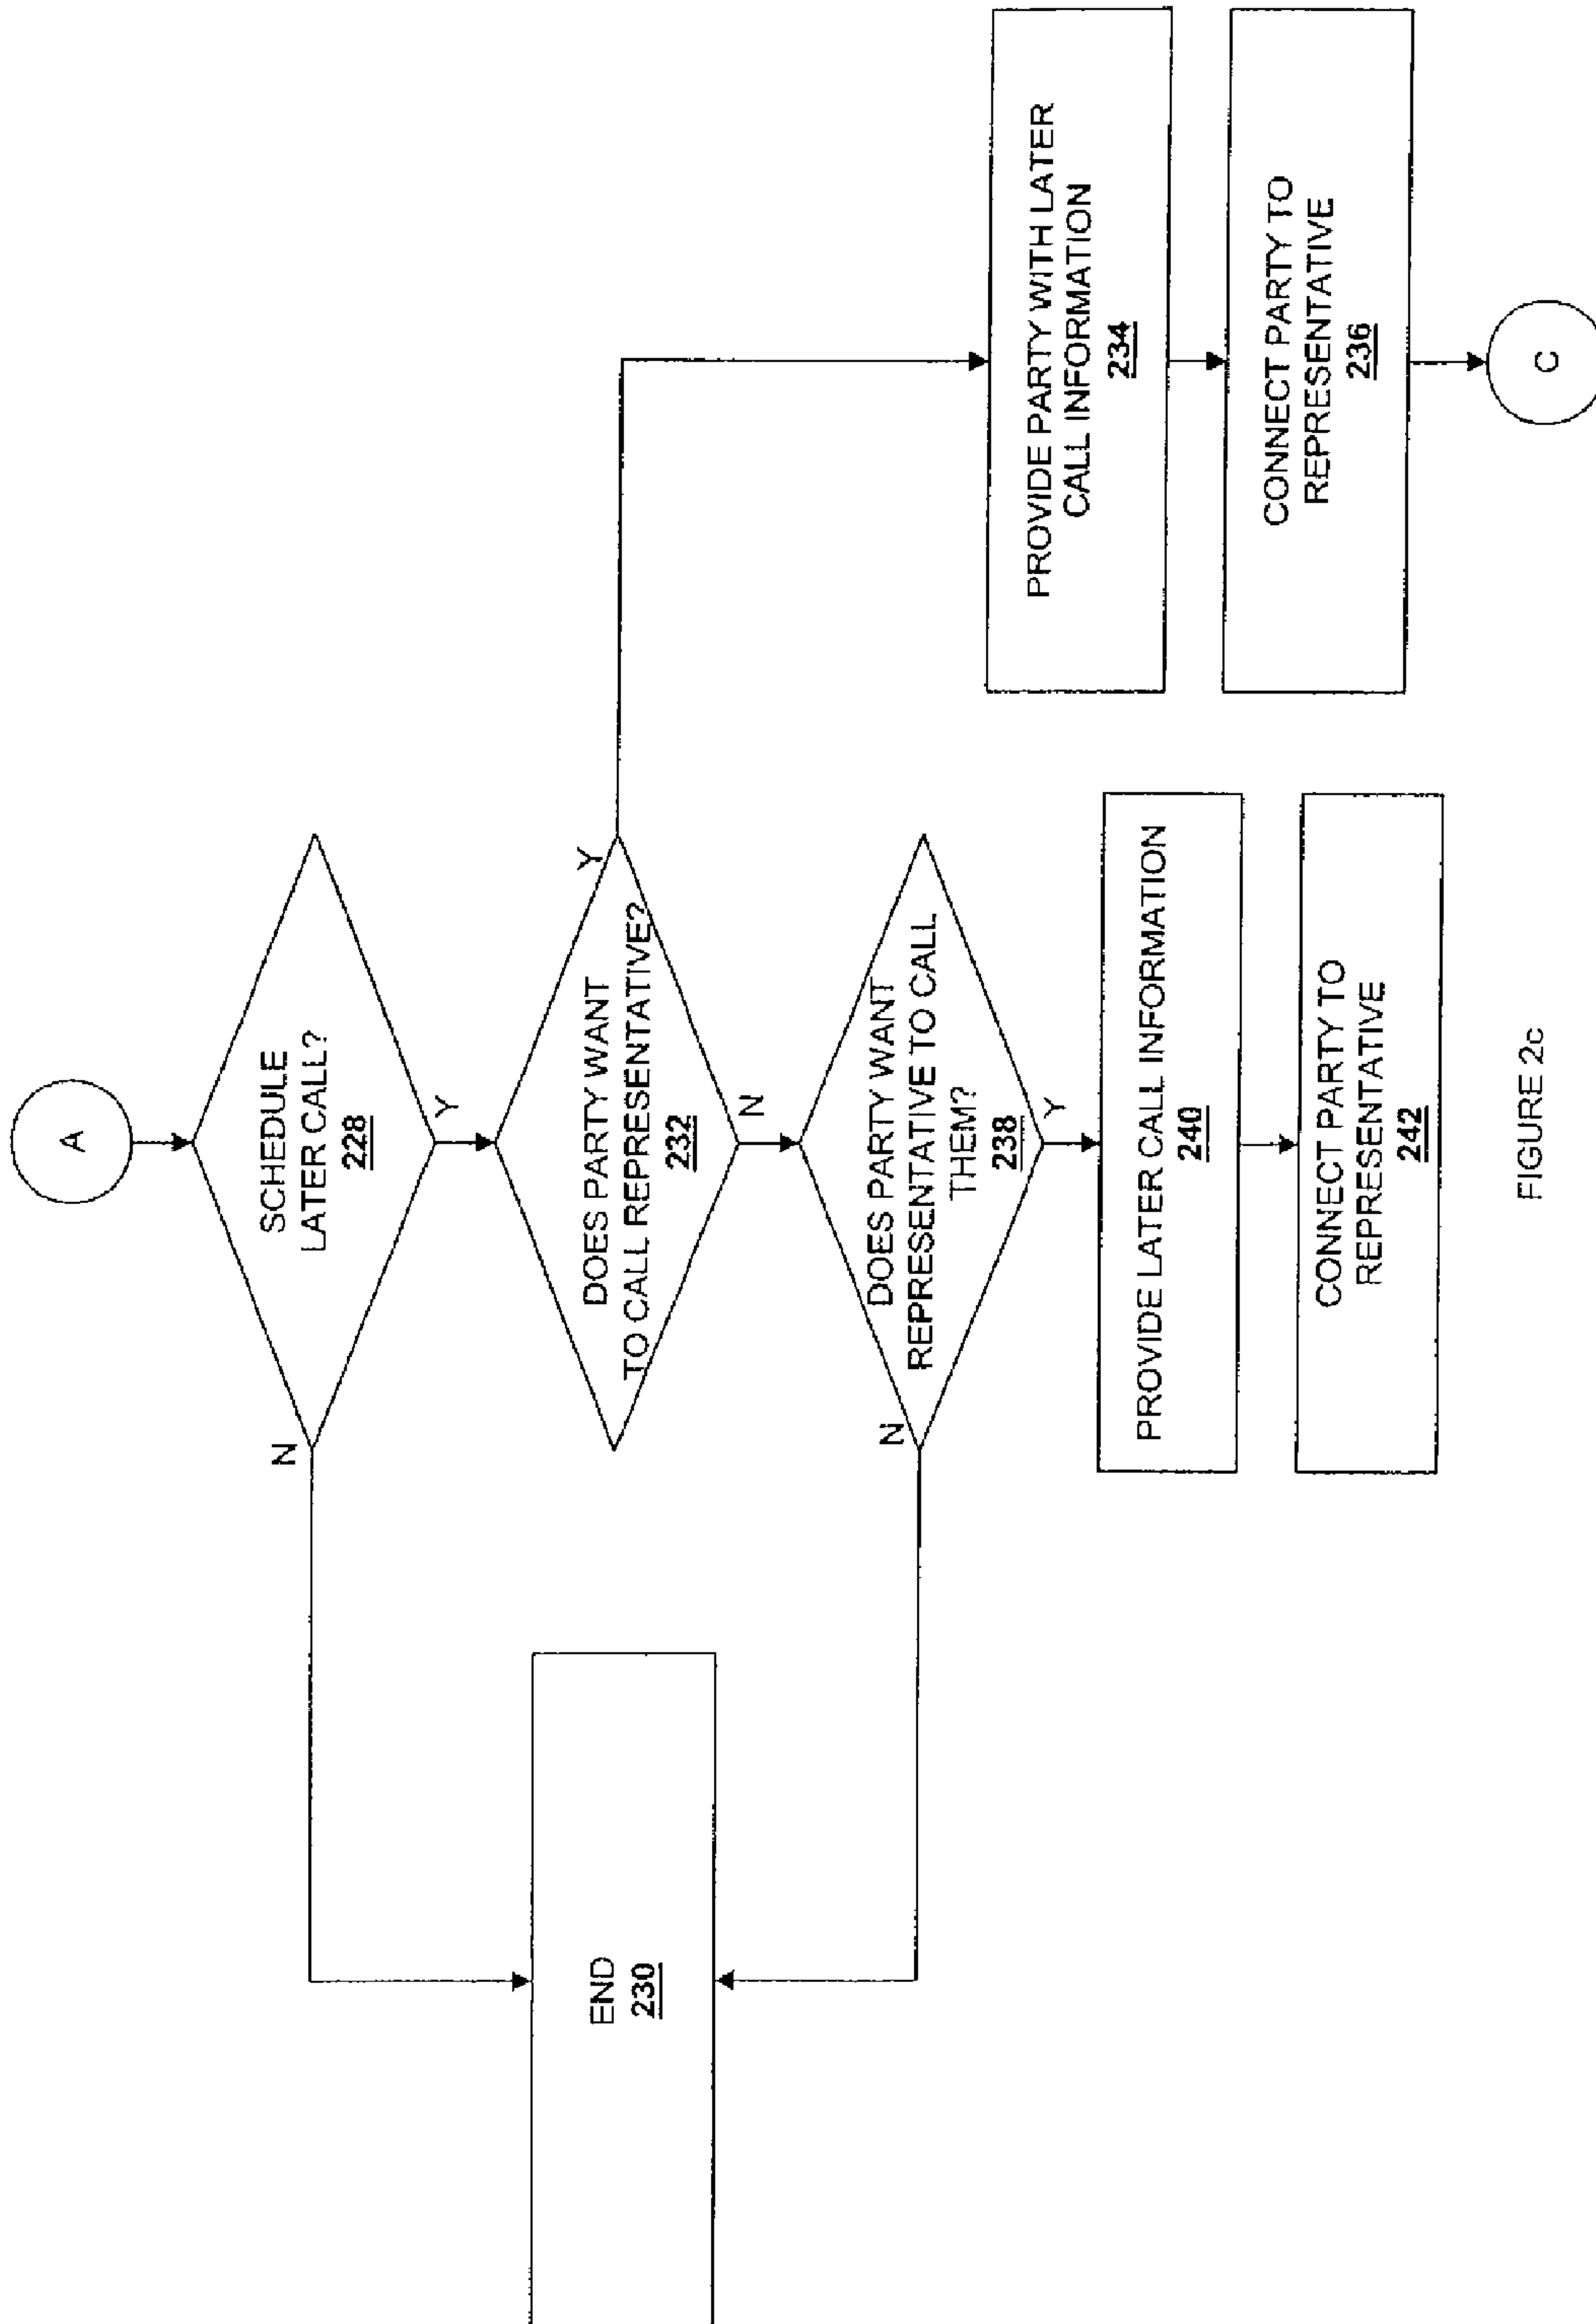 A
SCHEDULE
LATER CALL?
228
N
Y
DOES PARTY WANT
TO CALL REPRESENTATIVE?
232
Y
N
DOES PARTY WANT
REPRESENTATIVE TO CALL
THEM?
238
N
Y
END
230
PROVIDE LATER CALL INFORMATION
240
CONNECT PARTY TO
REPRESENTATIVE
242
PROVIDE PARTY WITH LATER
CALL INFORMATION
234
CONNECT PARTY TO
REPRESENTATIVE
236
C
FIGURE 2c